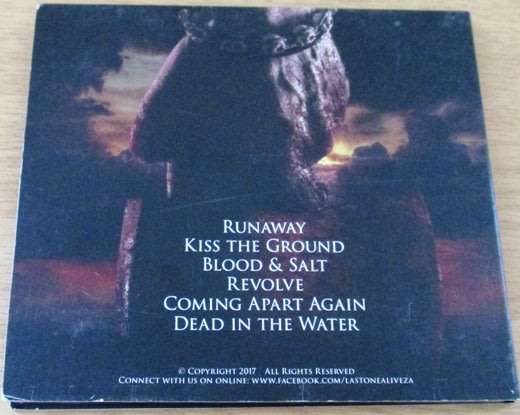 Runaway
Kiss the Ground
Blood & Salt
Revolve
Coming Apart Again
Dead in the Water
© Copyright 2017 All Rights Reserved
Connect with us on online: www.facebook.com/lastonealiveza